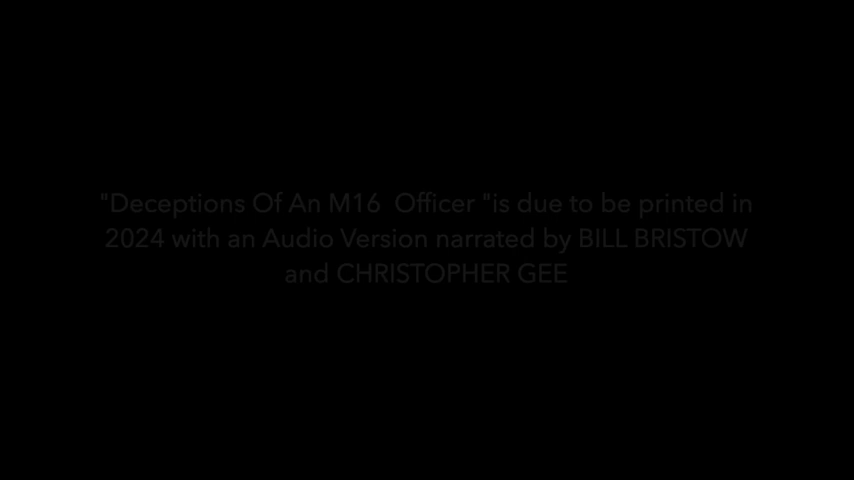 "Deceptions Of An M16  Officer "is due to be printed in
2024 with an Audio Version narrated by BILL BRISTOW
and CHRISTOPHER GEE